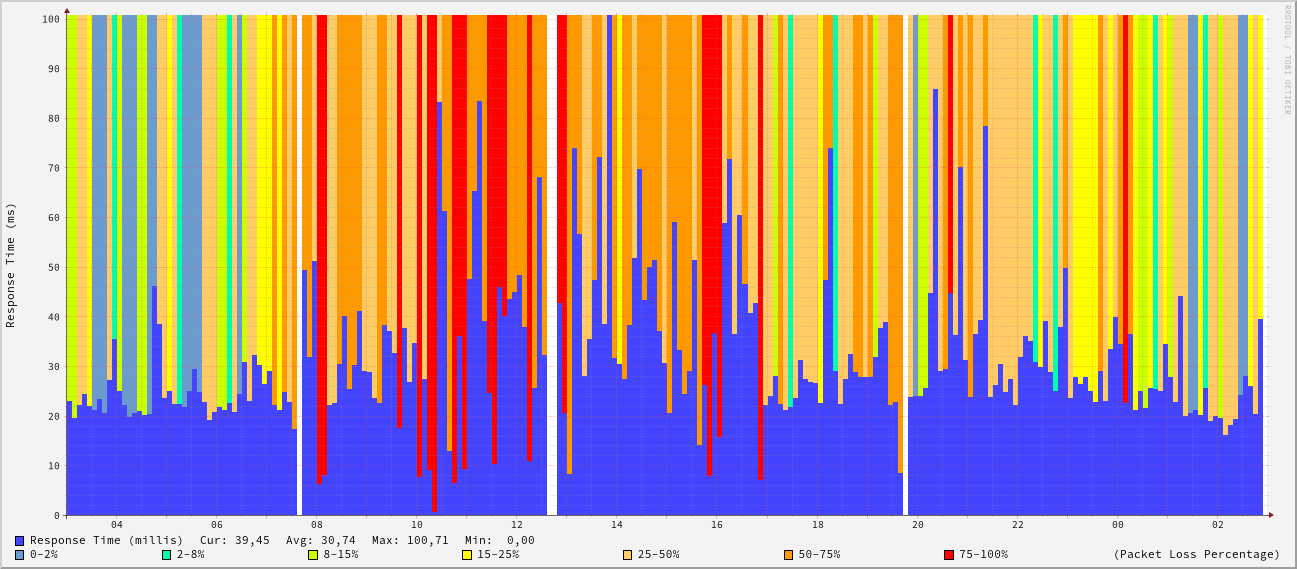 RRDTOOL / TOBI OETIKER
Response Time (ms)
100
90
80
70
60
50
40
30
20
10
0
04 06 08 10 12 14 16 18 20 22 00 02
Response Time (millis) Cur: 39,45 Avg: 30,74 Max: 100,71 Min: 0,00
0-2% 2-8% 8-15% 15-25% 25-50% 50-75% 75-100% (Packet Loss Percentage)